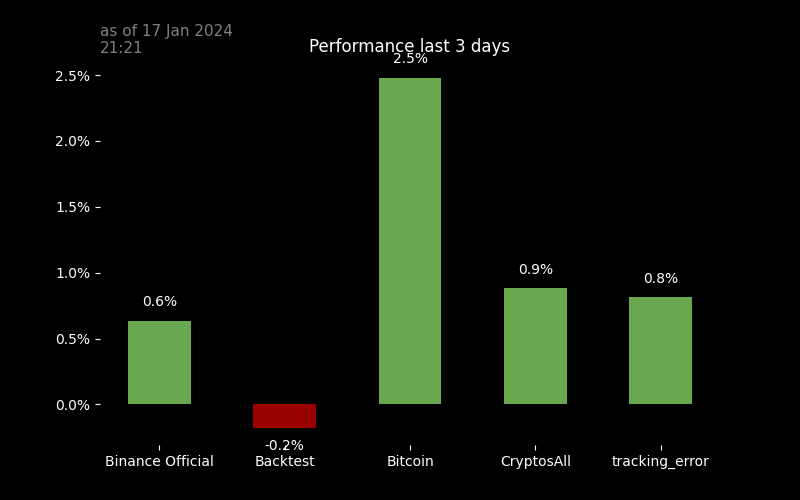 as of 17 Jan 2024
21:21
Performance last 3 days
2.5%
2.5%
2.0%
1.5%
1.0%
0.5%
0.0%
0.6%
-0.2%
0.9%
0.8%
Binance Official
Backtest
Bitcoin
CryptosAll
tracking_error